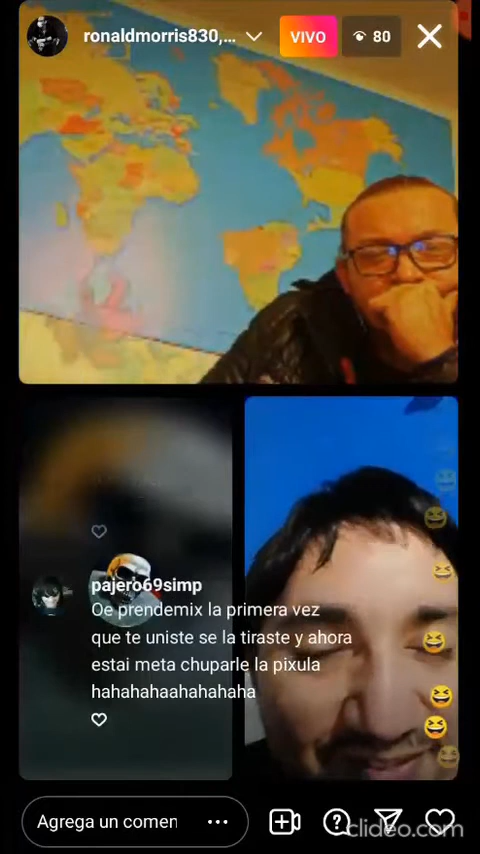 ronaldmorris830,...
VIVO
80
pajero69simp
Oe prendemix la primera vez
que te uniste se la tiraste y ahora
estai meta chuparle la pixula
hahahahaahahahaha
Agrega un comen
clideo.com